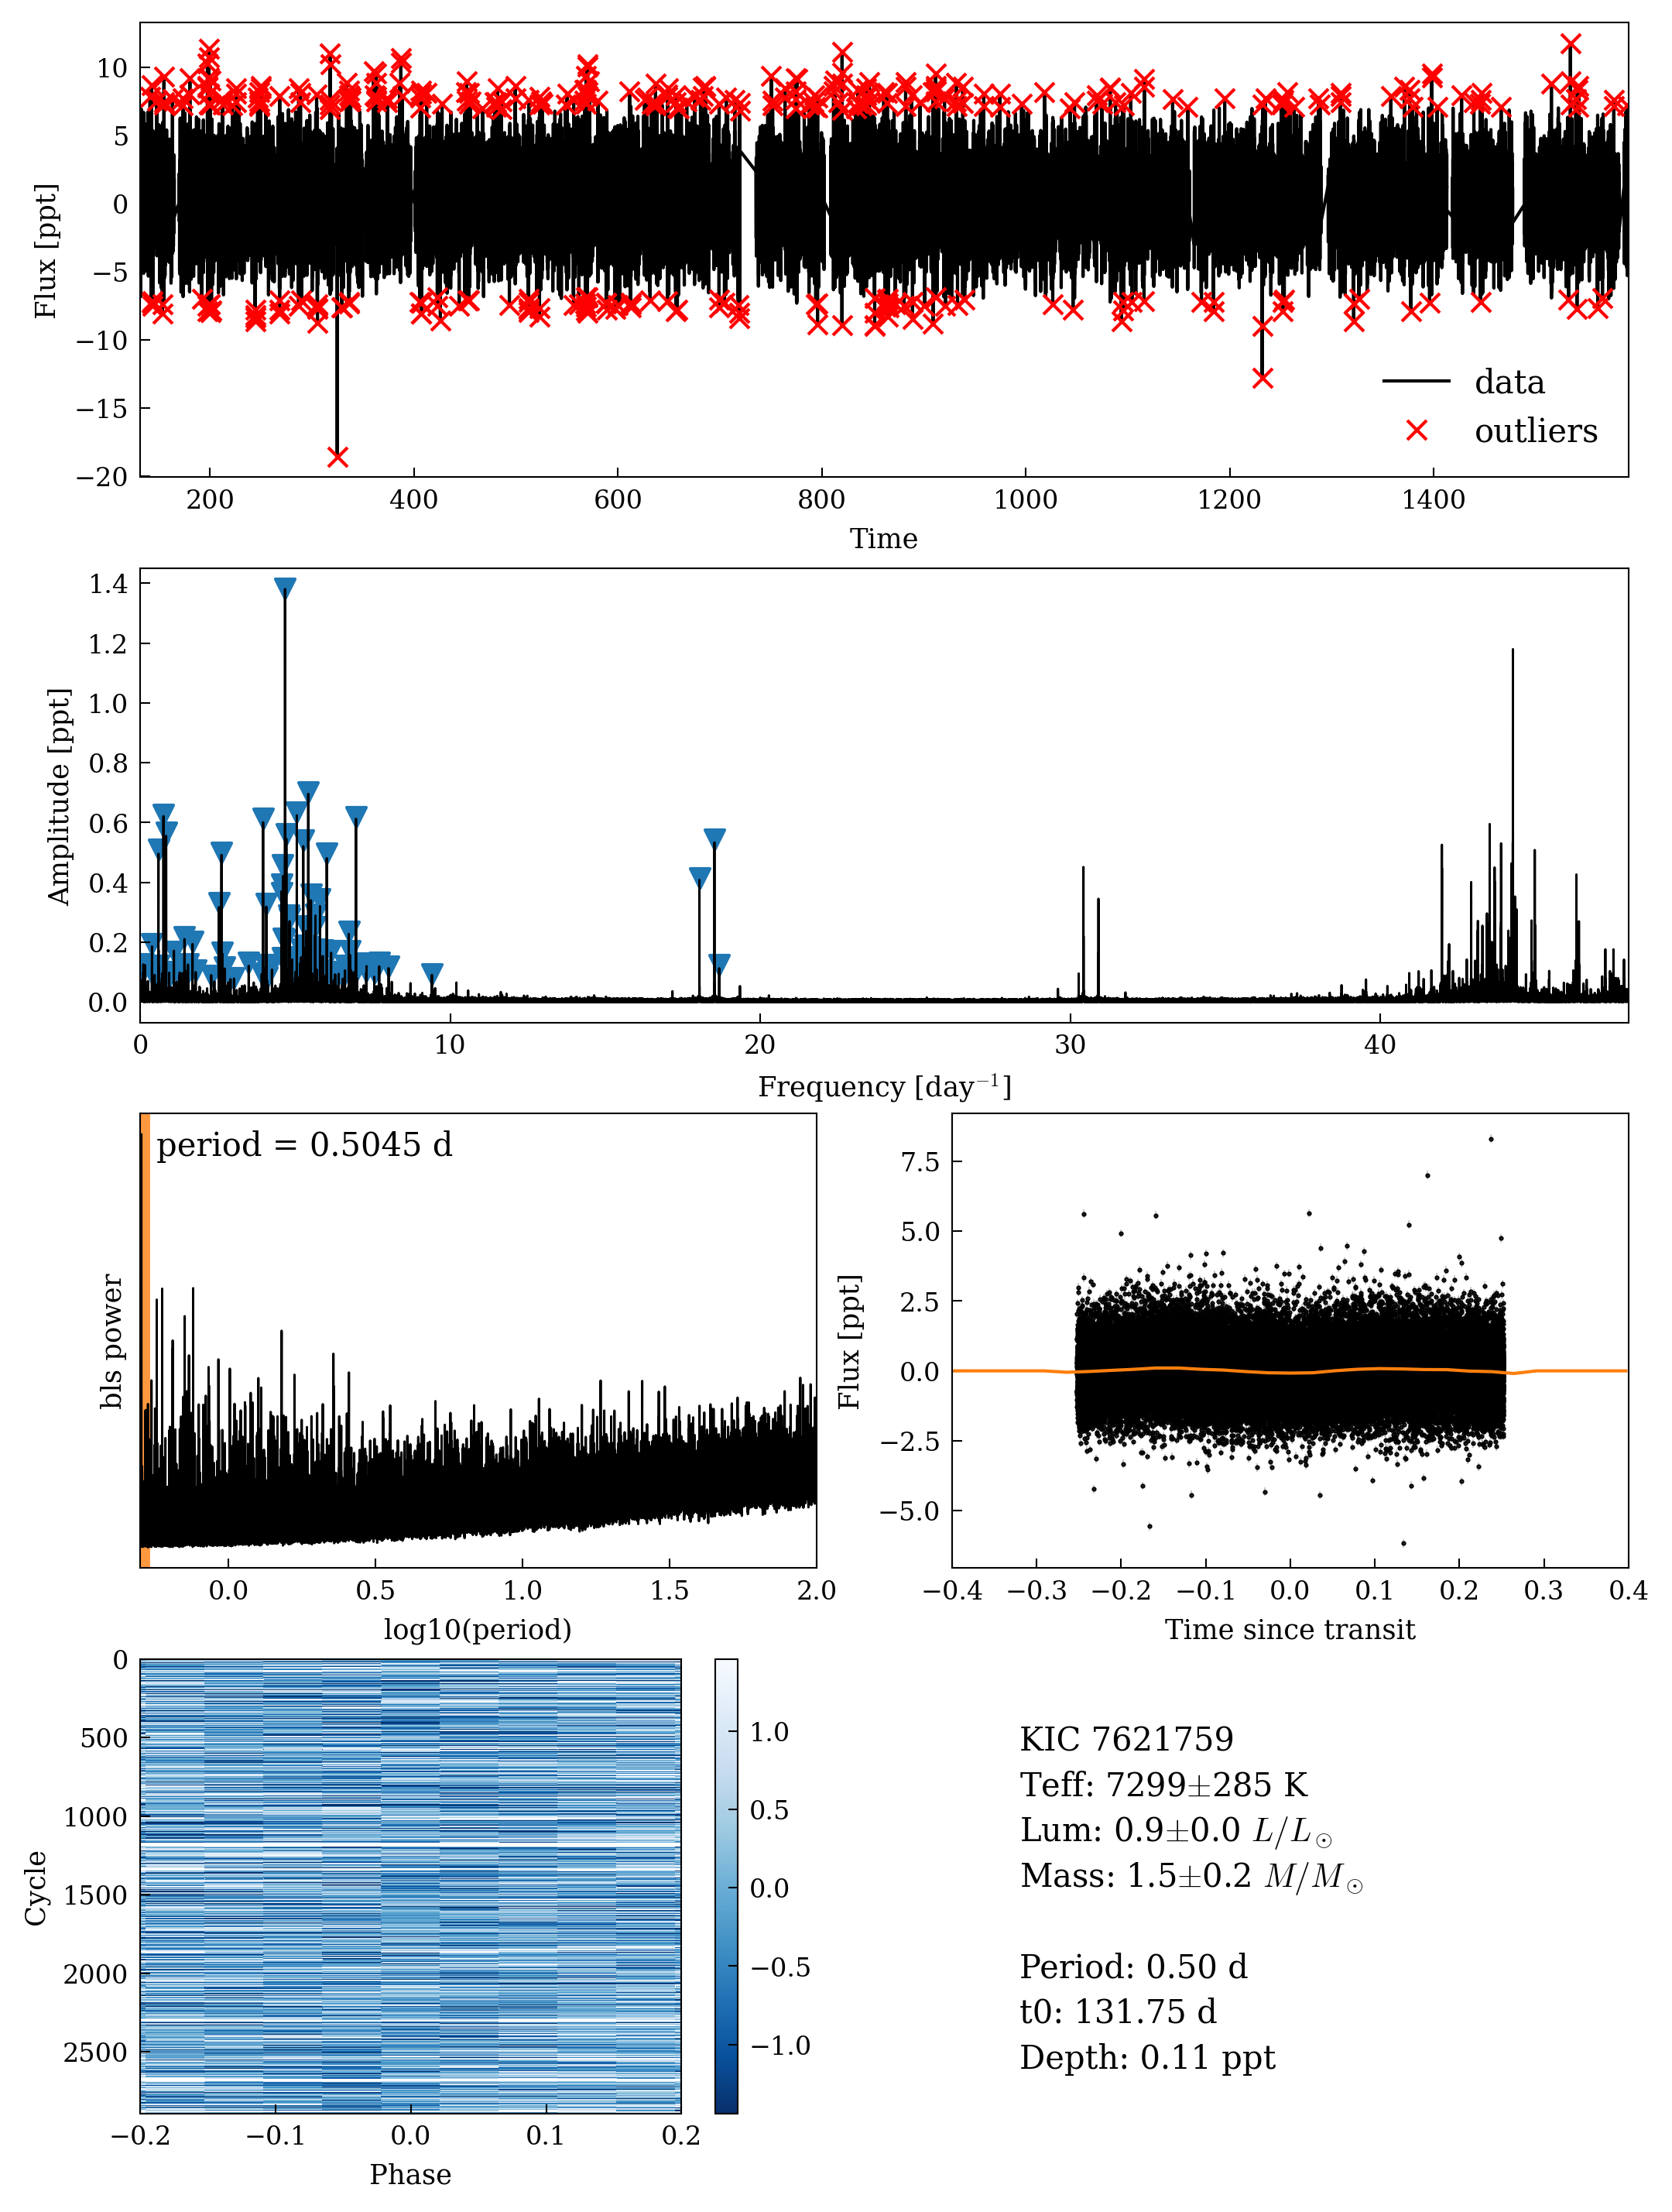 10
5
0
−5
−10
−15
−20
Flux [ppt]
data
outliers
200 400 600 800 1000 1200 1400
Time
1.4
1.2
1.0
0.8
0.6
0.4
0.2
0.0
Amplitude [ppt]
0 10 20 30 40
Frequency [day⁻¹]
period = 0.5045 d
bls power
0.0 0.5 1.0 1.5 2.0
log10(period)
7.5
5.0
2.5
0.0
−2.5
−5.0
Flux [ppt]
−0.4 −0.3 −0.2 −0.1 0.0 0.1 0.2 0.3 0.4
Time since transit
0
500
1000
1500
2000
2500
Cycle
−0.2 −0.1 0.0 0.1 0.2
Phase
1.0
0.5
0.0
−0.5
−1.0
KIC 7621759
Teff: 7299±285 K
Lum: 0.9±0.0 L/L☉
Mass: 1.5±0.2 M/M☉
Period: 0.50 d
t0: 131.75 d
Depth: 0.11 ppt